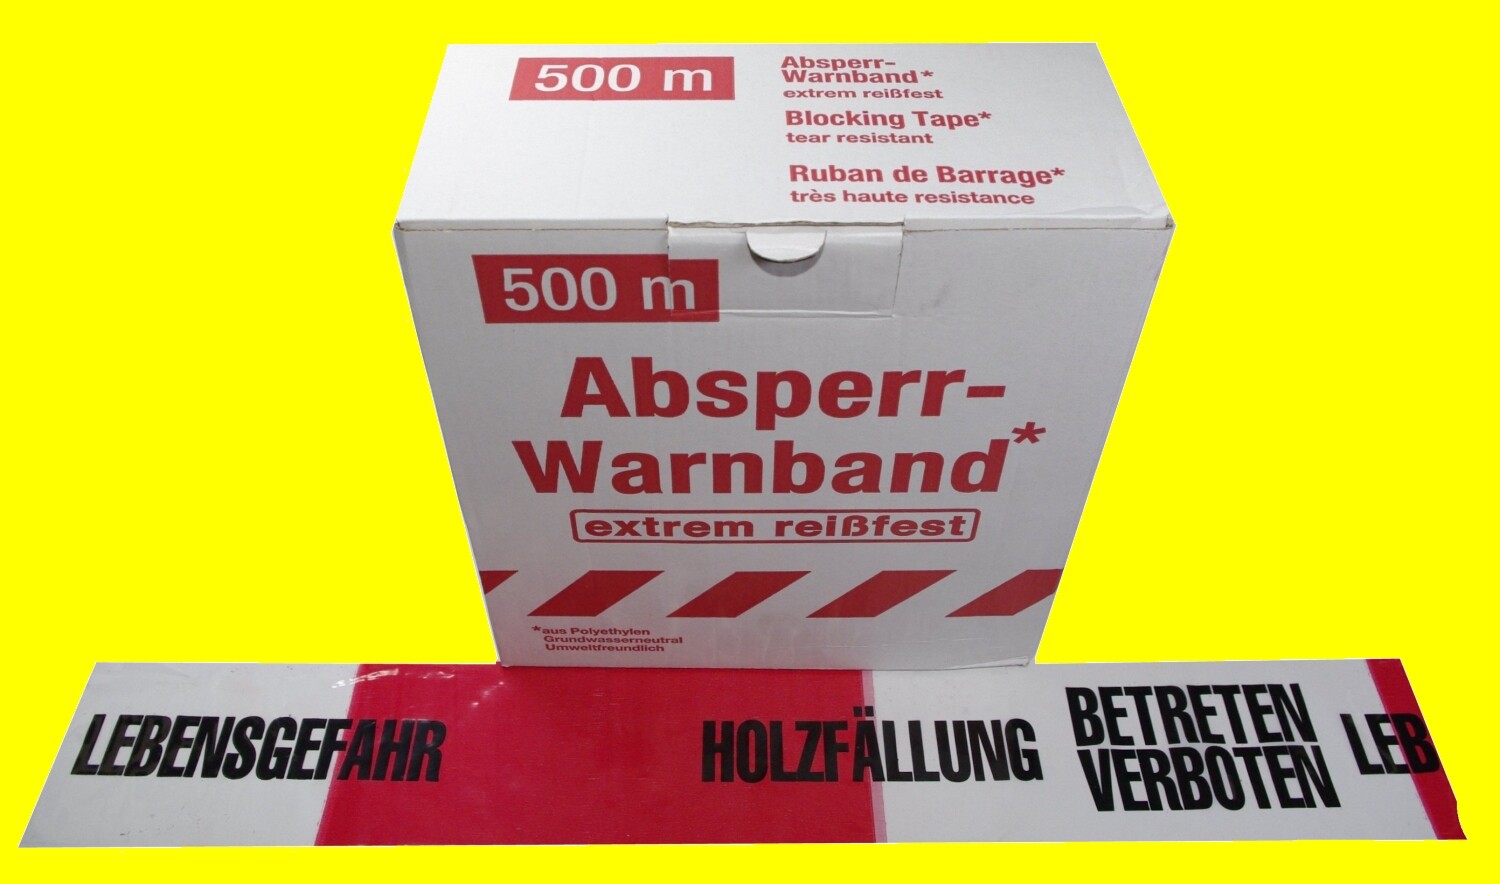 500 m
Absperr-
Warnband*
extrem reißfest
Blocking Tape*
tear resistant
Ruban de Barrage*
très haute resistance
500 m
Absperr-
Warnband*
extrem reißfest
*aus Polyethylen
Grundwasserneutral
Umweltfreundlich
LEBENSGEFAHR
HOLZFÄLLUNG
BETRETEN
VERBOTEN
LEB